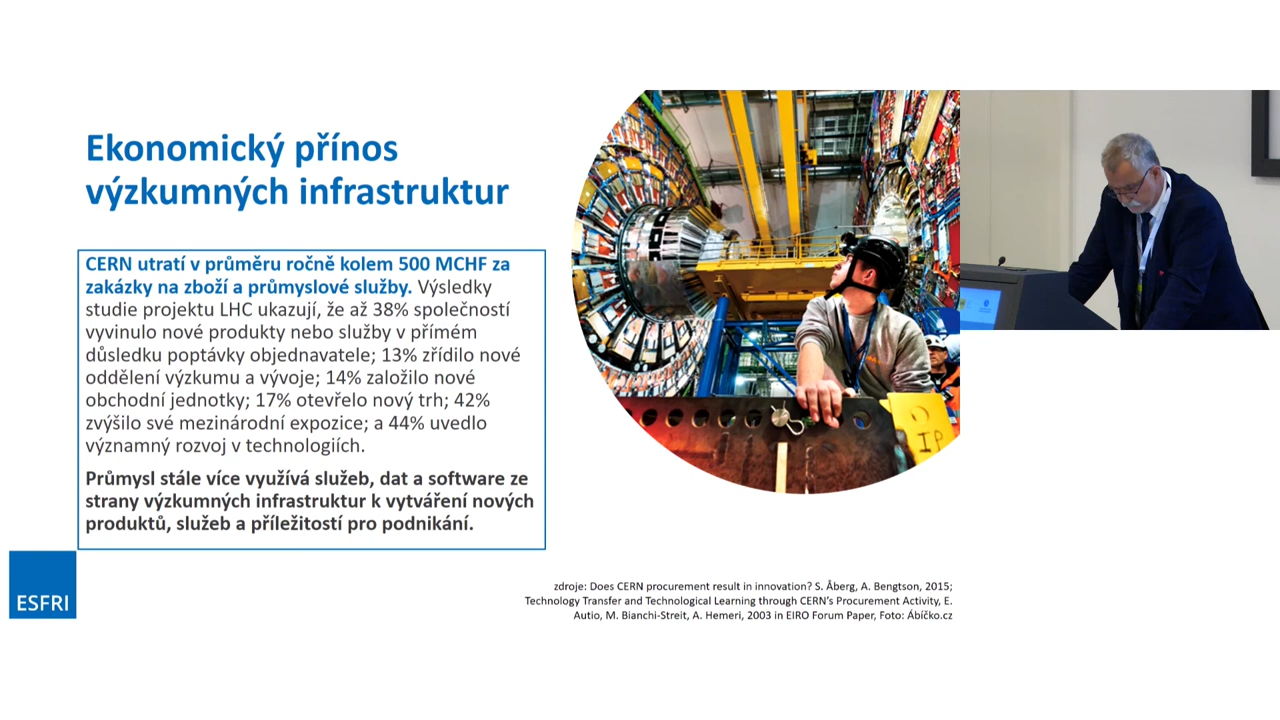 Ekonomický přínos
výzkumných infrastruktur
CERN utratí v průměru ročně kolem 500 MCHF za
zakázky na zboží a průmyslové služby. Výsledky
studie projektu LHC ukazují, že až 38% společností
vyvinulo nové produkty nebo služby v přímém
důsledku poptávky objednavatele; 13% zřídilo nové
oddělení výzkumu a vývoje; 14% založilo nové
obchodní jednotky; 17% otevřelo nový trh; 42%
zvýšilo své mezinárodní expozice; a 44% uvedlo
významný rozvoj v technologiích.
Průmysl stále více využívá služeb, dat a software ze
strany výzkumných infrastruktur k vytváření nových
produktů, služeb a příležitostí pro podnikání.
IP
ESFRI
zdroje: Does CERN procurement result in innovation? S. Åberg, A. Bengtson, 2015;
Technology Transfer and Technological Learning through CERN's Procurement Activity, E.
Autio, M. Bianchi-Streit, A. Hemeri, 2003 in EIRO Forum Paper, Foto: Ábíčko.cz